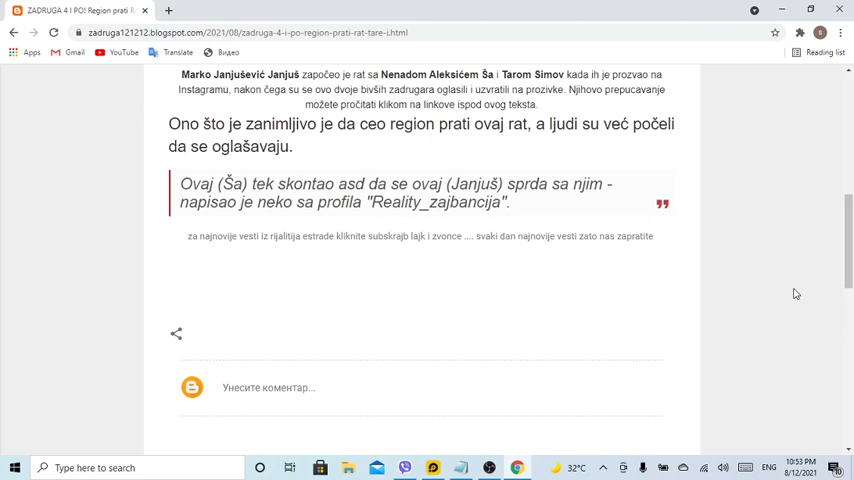 ZADRUGA 4 I PO! Region prati R
zadruga121212.blogspot.com/2021/08/zadruga-4-i-po-region-prati-rat-tare-i.html
B
Apps Gmail YouTube Translate Видео Reading list
Marko Janjušević Janjuš započeo je rat sa Nenadom Aleksićem Ša i Tarom Simov kada ih je prozvao na
Instagramu, nakon čega su se ovo dvoje bivših zadrugara oglasili i uzvratili na prozivke. Njihovo prepucavanje
možete pročitati klikom na linkove ispod ovog teksta.
Ono što je zanimljivo je da ceo region prati ovaj rat, a ljudi su već počeli
da se oglašavaju.
Ovaj (Ša) tek skontao asd da se ovaj (Janjuš) sprda sa njim -
napisao je neko sa profila "Reality_zajbancija".
za najnovije vesti iz rijalitija estrade kliknite subskrajb lajk i zvonce .... svaki dan najnovije vesti zato nas zapratite
Унесите коментар...
Type here to search
32°C
ENG
10:53 PM
8/12/2021